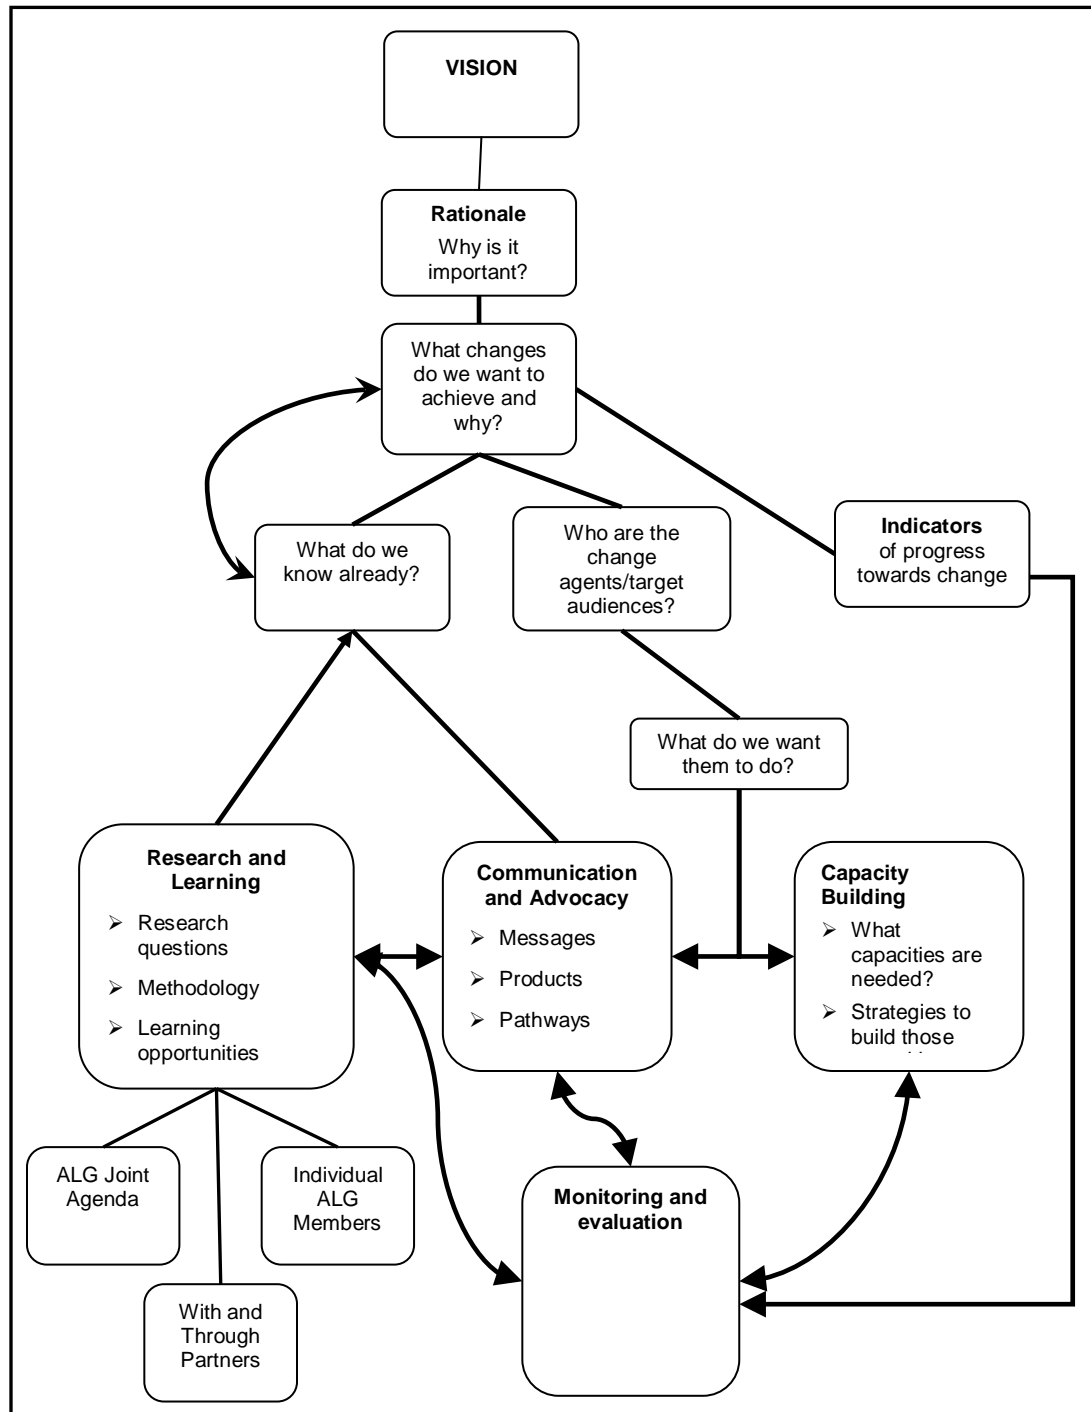 VISION
Rationale
Why is it
important?
What changes
do we want to
achieve and
why?
What do we
know already?
Who are the
change
agents/target
audiences?
Indicators
of progress
towards change
What do we want
them to do?
Research and
Learning
➢ Research
questions
➢ Methodology
➢ Learning
opportunities
Communication
and Advocacy
➢ Messages
➢ Products
➢ Pathways
Capacity
Building
➢ What
capacities are
needed?
➢ Strategies to
build those
ALG Joint
Agenda
Individual
ALG
Members
With and
Through
Partners
Monitoring and
evaluation